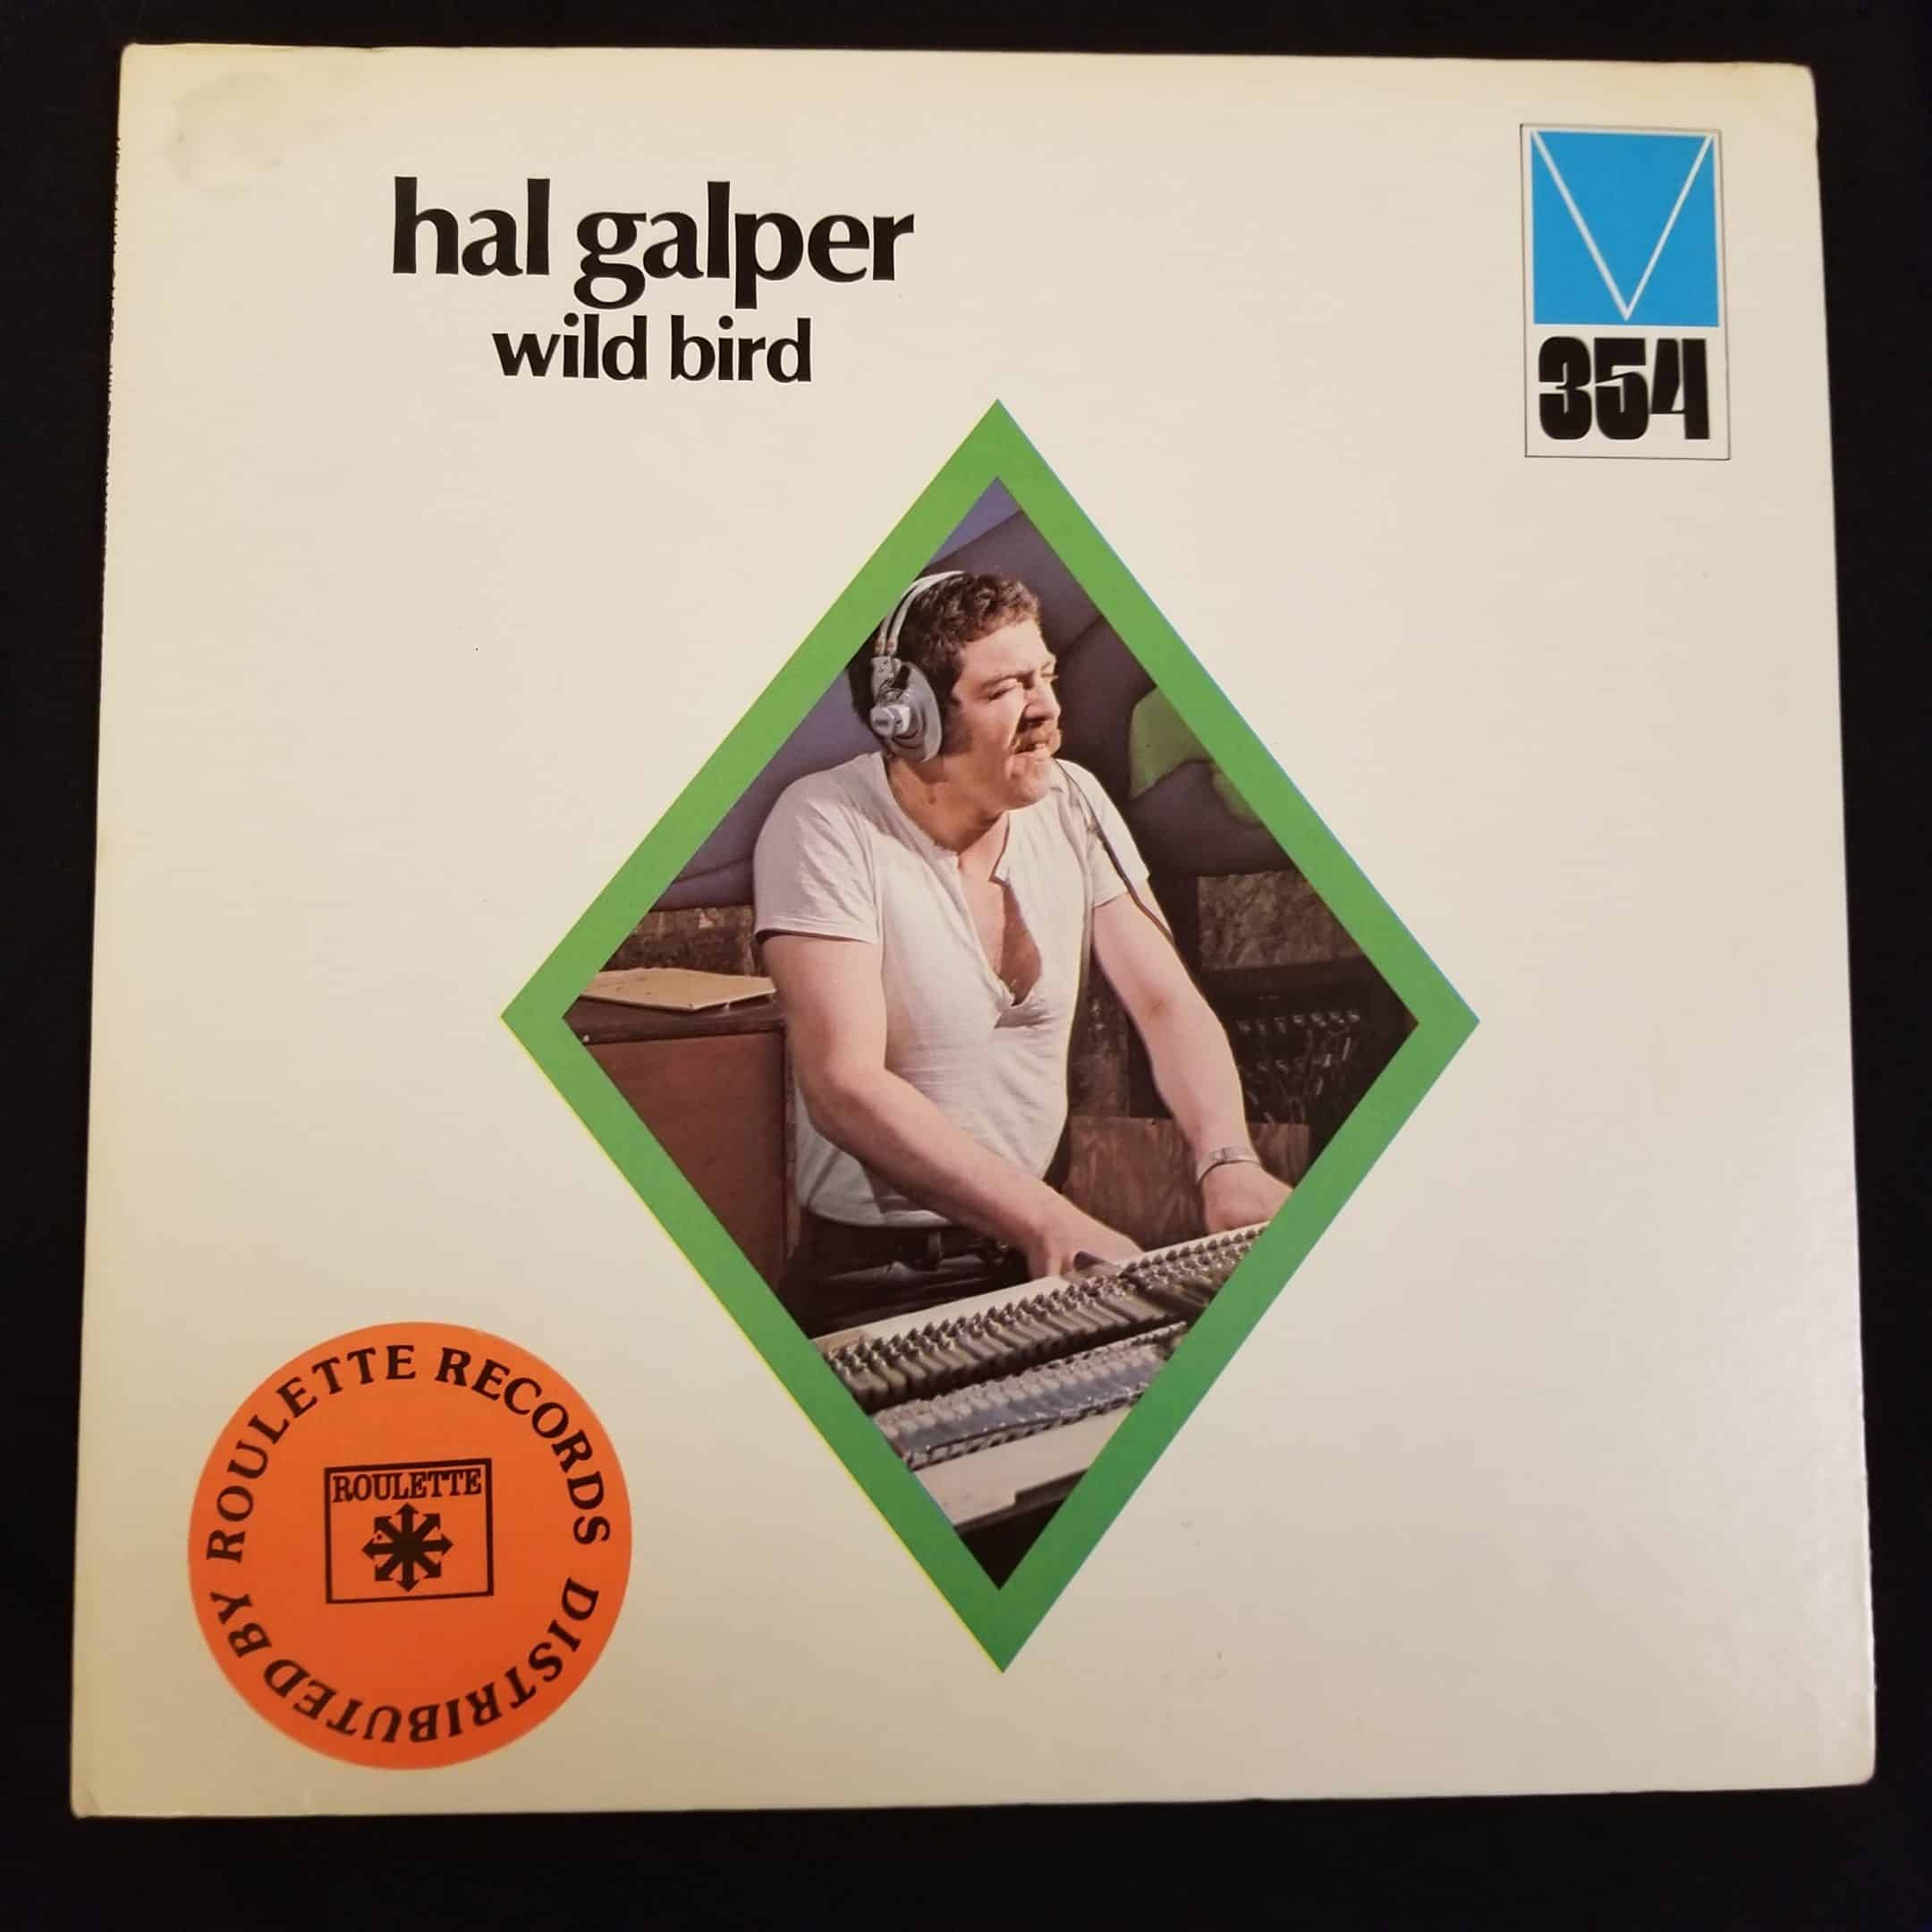 hal galper
wild bird
354
ROULETTE RECORDS
DISTRIBUTED BY
ROULETTE